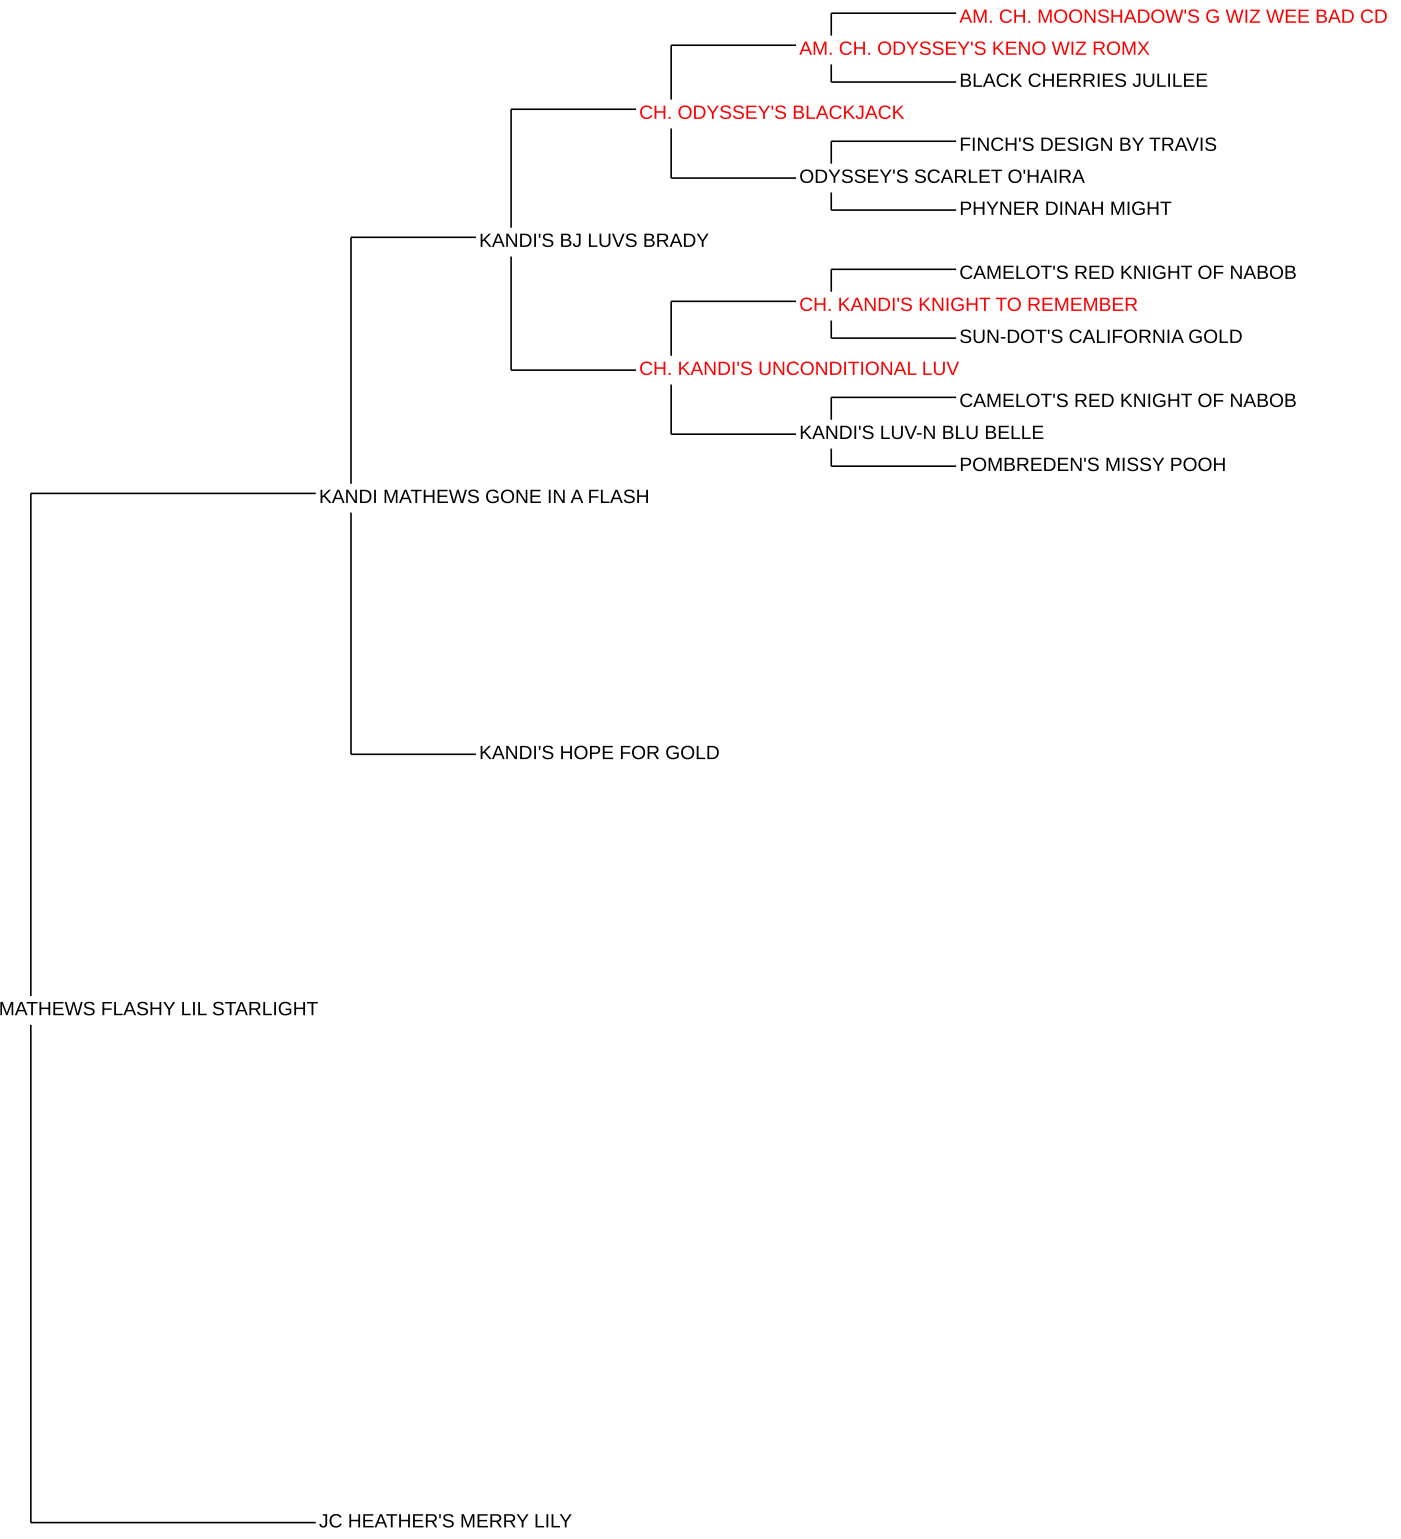 AM. CH. MOONSHADOW'S G WIZ WEE BAD CD
AM. CH. ODYSSEY'S KENO WIZ ROMX
BLACK CHERRIES JULILEE
CH. ODYSSEY'S BLACKJACK
FINCH'S DESIGN BY TRAVIS
ODYSSEY'S SCARLET O'HAIRA
PHYNER DINAH MIGHT
KANDI'S BJ LUVS BRADY
CAMELOT'S RED KNIGHT OF NABOB
CH. KANDI'S KNIGHT TO REMEMBER
SUN-DOT'S CALIFORNIA GOLD
CH. KANDI'S UNCONDITIONAL LUV
CAMELOT'S RED KNIGHT OF NABOB
KANDI'S LUV-N BLU BELLE
POMBREDEN'S MISSY POOH
KANDI MATHEWS GONE IN A FLASH
KANDI'S HOPE FOR GOLD
MATHEWS FLASHY LIL STARLIGHT
JC HEATHER'S MERRY LILY